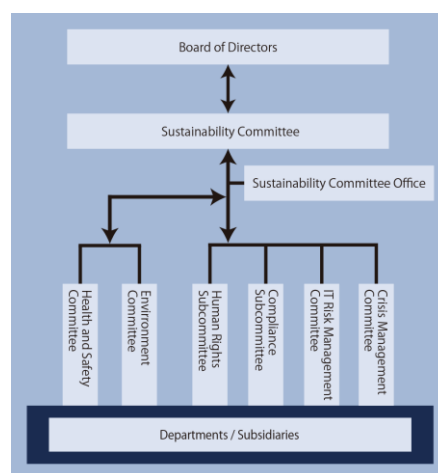 Board of Directors
Sustainability Committee
Sustainability Committee Office
Health and Safety
Committee
Environment
Committee
Human Rights
Subcommittee
Compliance
Subcommittee
IT Risk Management
Committee
Crisis Management
Committee
Departments / Subsidiaries